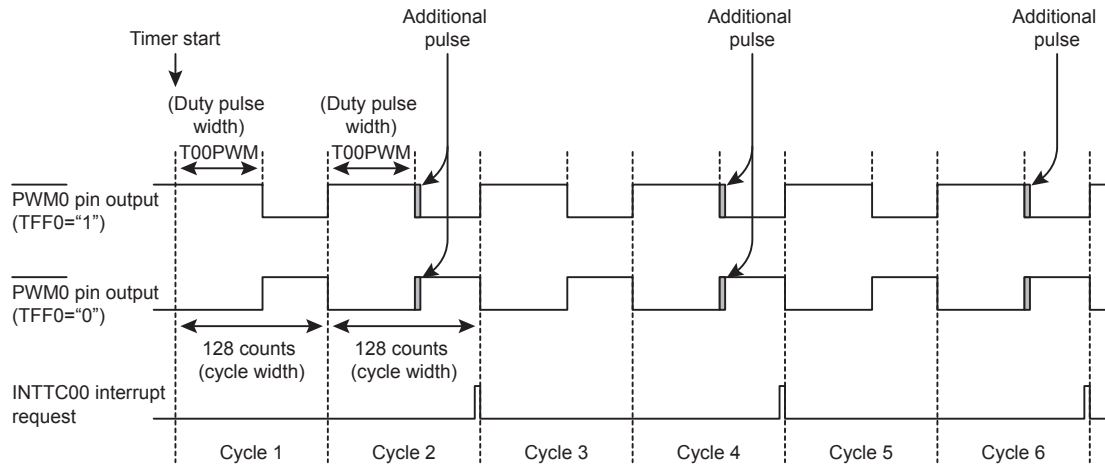 Timer start
Additional
pulse
Additional
pulse
Additional
pulse
(Duty pulse
width)
T00PWM
(Duty pulse
width)
T00PWM
PWM0 pin output
(TFF0=“1”)
PWM0 pin output
(TFF0=“0”)
128 counts
(cycle width)
128 counts
(cycle width)
INTTC00 interrupt
request
Cycle 1
Cycle 2
Cycle 3
Cycle 4
Cycle 5
Cycle 6